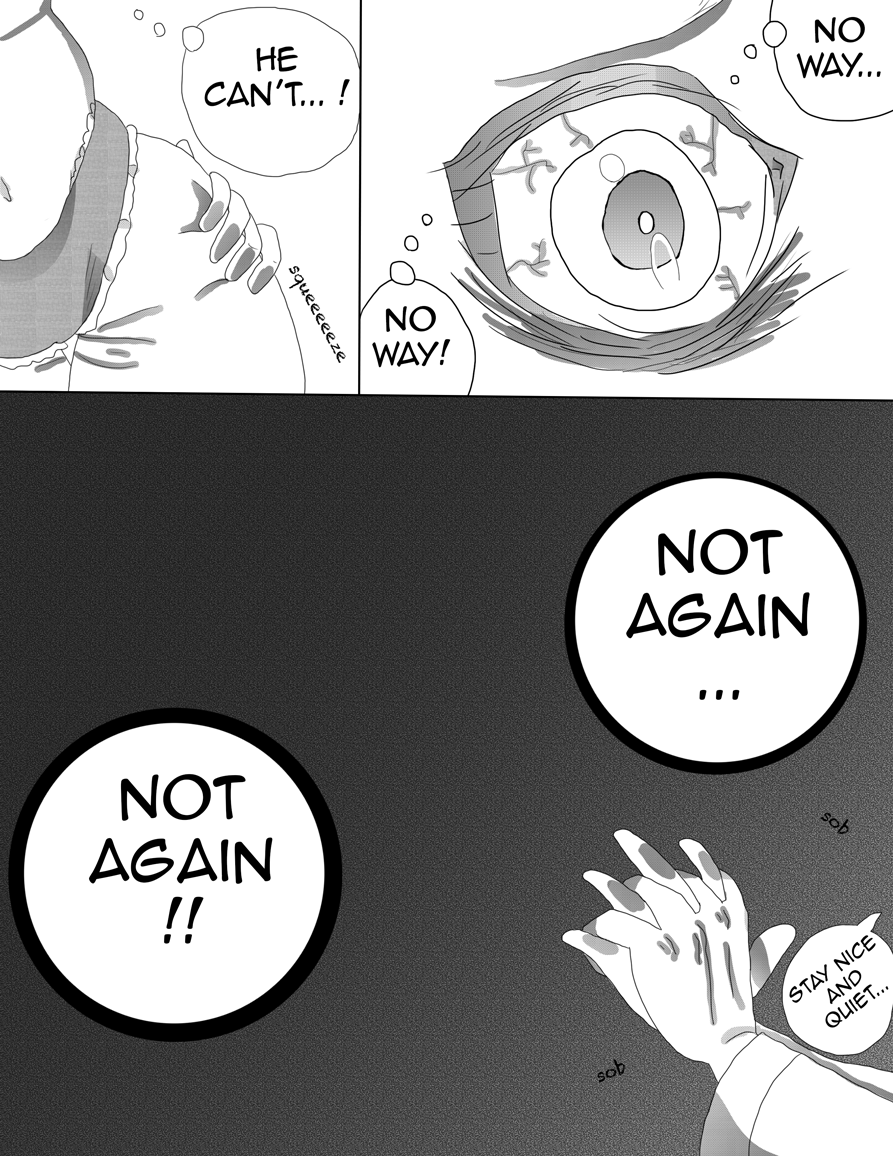 HE
CAN'T... !
squeeeeeze
NO
WAY...
NO
WAY!
NOT
AGAIN
...
NOT
AGAIN
!!
sob
STAY NICE
AND
QUIET...
sob